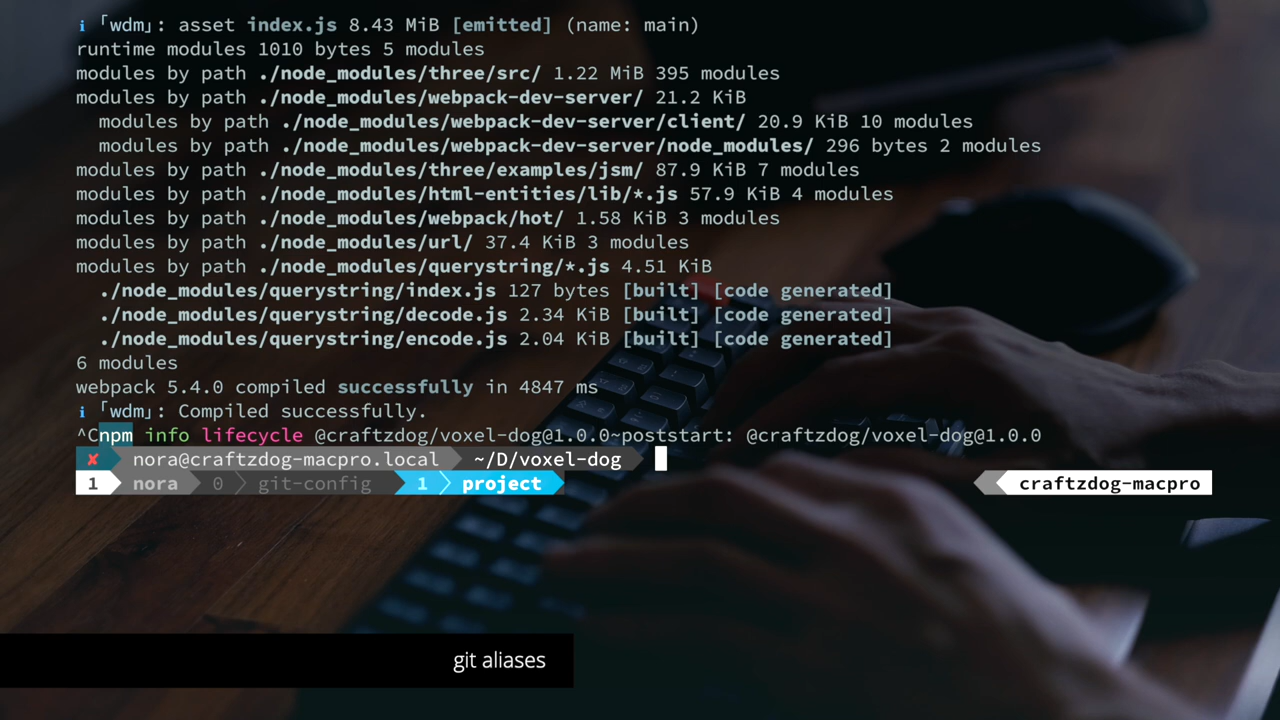 i ｢wdm｣: asset index.js 8.43 MiB [emitted] (name: main)
runtime modules 1010 bytes 5 modules
modules by path ./node_modules/three/src/ 1.22 MiB 395 modules
modules by path ./node_modules/webpack-dev-server/ 21.2 KiB
  modules by path ./node_modules/webpack-dev-server/client/ 20.9 KiB 10 modules
  modules by path ./node_modules/webpack-dev-server/node_modules/ 296 bytes 2 modules
modules by path ./node_modules/three/examples/jsm/ 87.9 KiB 7 modules
modules by path ./node_modules/html-entities/lib/*.js 57.9 KiB 4 modules
modules by path ./node_modules/webpack/hot/ 1.58 KiB 3 modules
modules by path ./node_modules/url/ 37.4 KiB 3 modules
modules by path ./node_modules/querystring/*.js 4.51 KiB
  ./node_modules/querystring/index.js 127 bytes [built] [code generated]
  ./node_modules/querystring/decode.js 2.34 KiB [built] [code generated]
  ./node_modules/querystring/encode.js 2.04 KiB [built] [code generated]
6 modules
webpack 5.4.0 compiled successfully in 4847 ms
i ｢wdm｣: Compiled successfully.
^Cnpm info lifecycle @craftzdog/voxel-dog@1.0.0~poststart: @craftzdog/voxel-dog@1.0.0
✘ nora@craftzdog-macpro.local ~/D/voxel-dog
1 nora 0 git-config 1 project craftzdog-macpro
git aliases